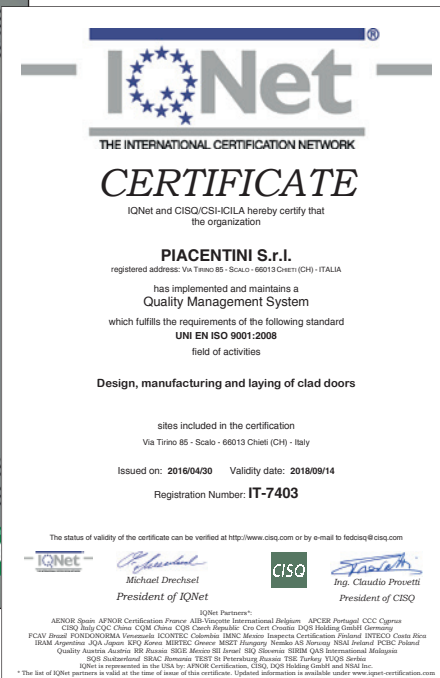 IQNet
®
THE INTERNATIONAL CERTIFICATION NETWORK
CERTIFICATE
IQNet and CISQ/CSI-ICILA hereby certify that
the organization
PIACENTINI S.r.l.
registered address: VIA TIRINO 85 - SCALO - 66013 CHIETI (CH) - ITALIA
has implemented and maintains a
Quality Management System
which fulfills the requirements of the following standard
UNI EN ISO 9001:2008
field of activities
Design, manufacturing and laying of clad doors
sites included in the certification
Via Tirino 85 - Scalo - 66013 Chieti (CH) - Italy
Issued on: 2016/04/30 Validity date: 2018/09/14
Registration Number: IT-7403
The status of validity of the certificate can be verified at http://www.cisq.com or by e-mail to fedcisq@cisq.com
IQNet
CISQ
Michael Drechsel
Ing. Claudio Provetti
President of IQNet
President of CISQ
IQNet Partners*:
AENOR Spain AFNOR Certification France AIB-Vinçotte International Belgium APCER Portugal CCC Cyprus
CISQ Italy CQC China CQM China CQS Czech Republic Cro Cert Croatia DQS Holding GmbH Germany
FCAV Brazil FONDONORMA Venezuela ICONTEC Colombia IMNC Mexico Inspecta Certification Finland INTECO Costa Rica
IRAM Argentina JQA Japan KFQ Korea MIRTEC Greece MSZT Hungary Nemko AS Norway NSAI Ireland PCBC Poland
Quality Austria Austria RR Russia SIGE Mexico SII Israel SIQ Slovenia SIRIM QAS International Malaysia
SQS Switzerland SRAC Romania TEST St Petersburg Russia TSE Turkey YUQS Serbia
IQNet is represented in the USA by: AFNOR Certification, CISQ, DQS Holding GmbH and NSAI Inc.
* The list of IQNet partners is valid at the time of issue of this certificate. Updated information is available under www.iqnet-certification.com